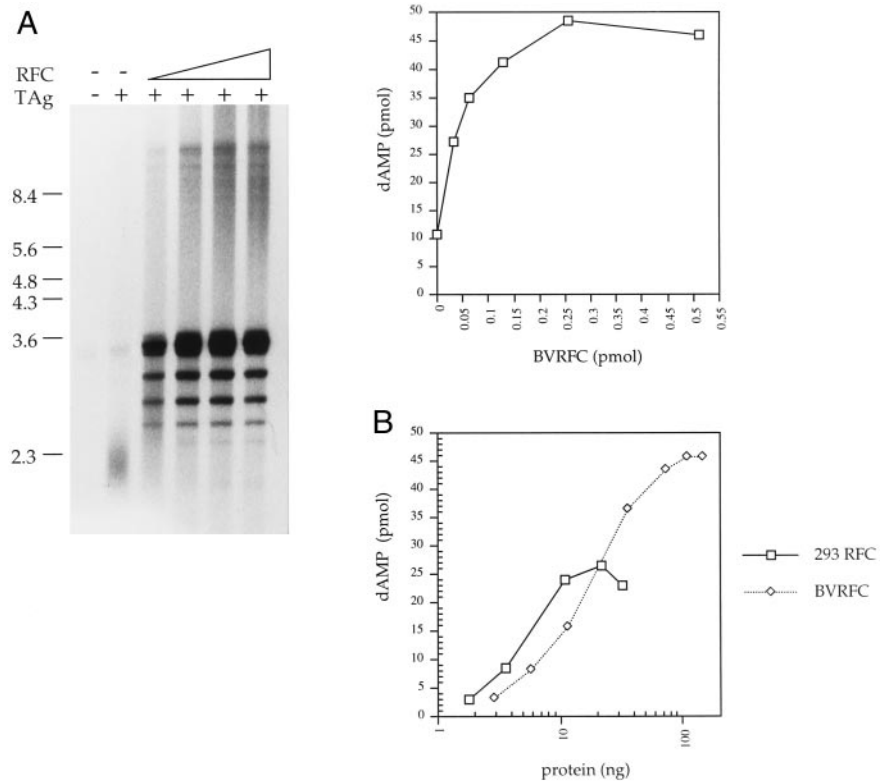 A
RFC - -
TAg - + + + + +
8.4
5.6
4.8
4.3
3.6
2.3
50
45
40
35
30
25
20
15
10
5
0
dAMP (pmol)
0 0.05 0.1 0.15 0.2 0.25 0.3 0.35 0.4 0.45 0.5 0.55
BVRFC (pmol)
B
50
45
40
35
30
25
20
15
10
5
0
dAMP (pmol)
1 10 100
protein (ng)
293 RFC
BVRFC